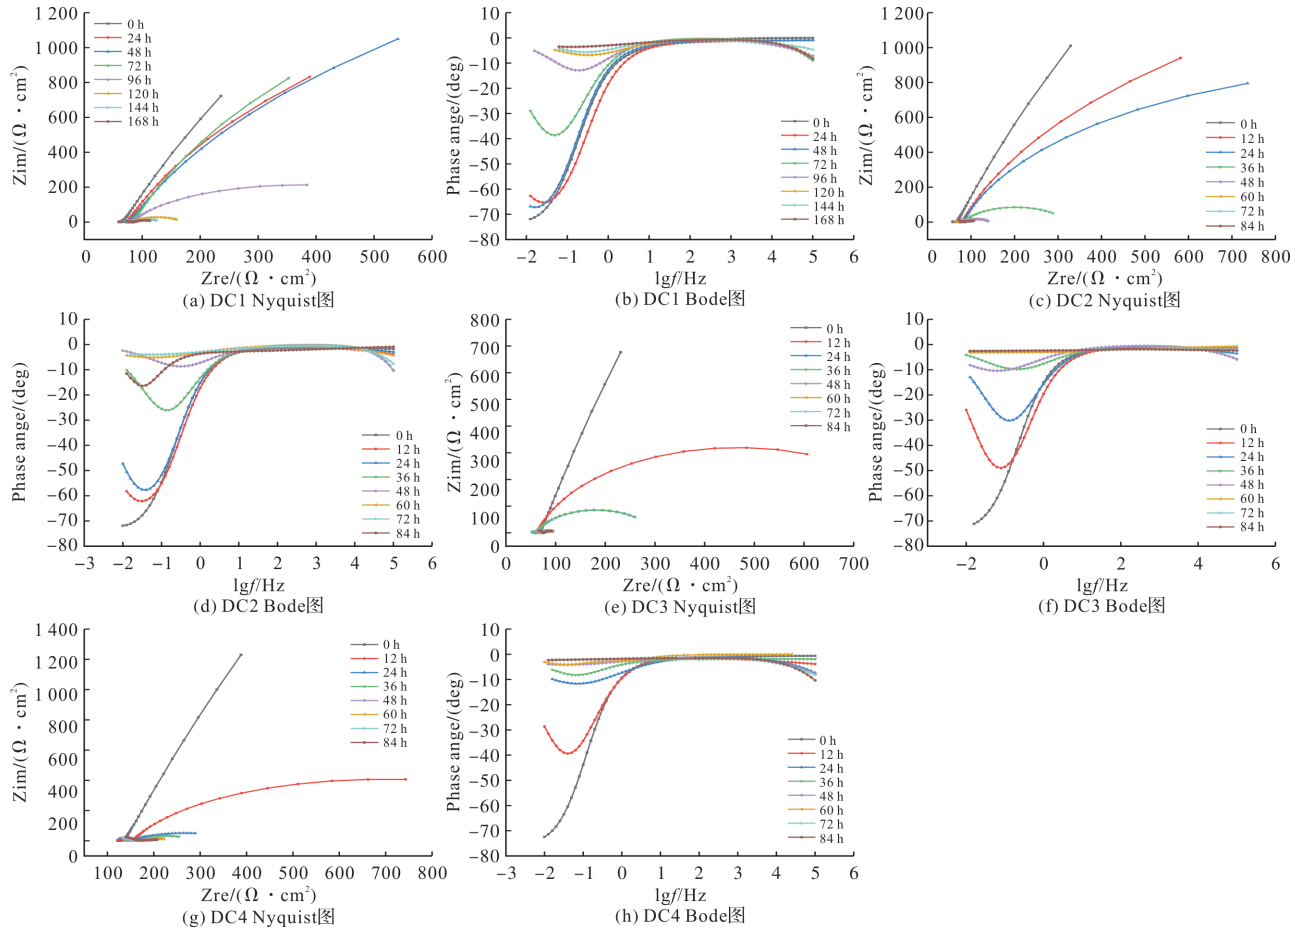 1 200
1 000
800
600
400
200
0
Zim/(Ω · cm²)
0 h
24 h
48 h
72 h
96 h
120 h
144 h
168 h
0 100 200 300 400 500 600
Zre/(Ω · cm²)
(a) DC1 Nyquist图
10
0
−10
−20
−30
−40
−50
−60
−70
−80
Phase ange/(deg)
0 h
24 h
48 h
72 h
96 h
120 h
144 h
168 h
−2 −1 0 1 2 3 4 5 6
lgf/Hz
(b) DC1 Bode图
1 200
1 000
800
600
400
200
0
Zim/(Ω · cm²)
0 h
12 h
24 h
36 h
48 h
60 h
72 h
84 h
0 100 200 300 400 500 600 700 800
Zre/(Ω · cm²)
(c) DC2 Nyquist图
10
0
−10
−20
−30
−40
−50
−60
−70
−80
Phase ange/(deg)
0 h
12 h
24 h
36 h
48 h
60 h
72 h
84 h
−3 −2 −1 0 1 2 3 4 5 6
lgf/Hz
(d) DC2 Bode图
800
700
600
500
400
300
200
100
0
Zim/(Ω · cm²)
0 h
12 h
24 h
36 h
48 h
60 h
72 h
84 h
0 100 200 300 400 500 600 700
Zre/(Ω · cm²)
(e) DC3 Nyquist图
10
0
−10
−20
−30
−40
−50
−60
−70
−80
Phase ange/(deg)
0 h
12 h
24 h
36 h
48 h
60 h
72 h
84 h
−2 0 2 4 6
lgf/Hz
(f) DC3 Bode图
1 400
1 200
1 000
800
600
400
200
0
Zim/(Ω · cm²)
0 h
12 h
24 h
36 h
48 h
60 h
72 h
84 h
100 200 300 400 500 600 700 800
Zre/(Ω · cm²)
(g) DC4 Nyquist图
10
0
−10
−20
−30
−40
−50
−60
−70
−80
Phase ange/(deg)
0 h
12 h
24 h
36 h
48 h
60 h
72 h
84 h
−3 −2 −1 0 1 2 3 4 5 6
lgf/Hz
(h) DC4 Bode图